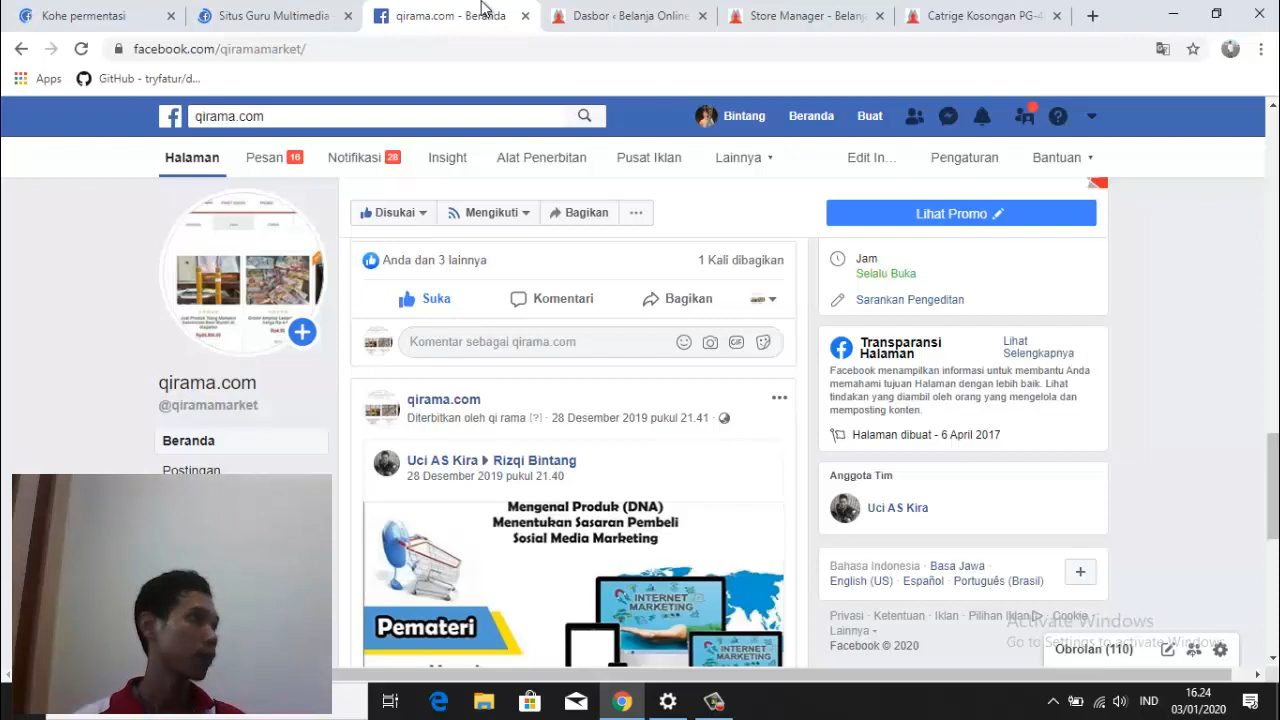 Kohe permentasi
Situs Guru Multimedia
qirama.com - Beranda
Dasbor ‹ Belanja Online
Store Manager - Belanja
Catrige Kosongan PG-4
facebook.com/qiramamarket/
Apps
GitHub - tryfatur/d...
qirama.com
Bintang
Beranda
Buat
Halaman
Pesan 16
Notifikasi 28
Insight
Alat Penerbitan
Pusat Iklan
Lainnya
Edit In...
Pengaturan
Bantuan
Disukai
Mengikuti
Bagikan
Lihat Promo
qirama.com
@qiramamarket
Beranda
Postingan
Anda dan 3 lainnya
1 Kali dibagikan
Suka
Komentari
Bagikan
Komentar sebagai qirama.com
GIF
qirama.com
Diterbitkan oleh qi rama [?] · 28 Desember 2019 pukul 21.41 ·
Uci AS Kira Rizqi Bintang
28 Desember 2019 pukul 21.40
Mengenal Produk (DNA)
Menentukan Sasaran Pembeli
Sosial Media Marketing
INTERNET
MARKETING
Pemateri
INTERNET
MARKETING
Jam
Selalu Buka
Sarankan Pengeditan
Transparansi
Halaman
Lihat
Selengkapnya
Facebook menampilkan informasi untuk membantu Anda
memahami tujuan Halaman dengan lebih baik. Lihat
tindakan yang diambil oleh orang yang mengelola dan
memposting konten.
Halaman dibuat - 6 April 2017
Anggota Tim
Uci AS Kira
Bahasa Indonesia · Basa Jawa ·
English (US) · Español · Português (Brasil)
Privasi · Ketentuan · Iklan · Pilihan Iklan · Cookie ·
Lainnya
Facebook © 2020
Activate Windows
Go to Settings to activate Windows.
Obrolan (110)
IND
16.24
03/01/2020